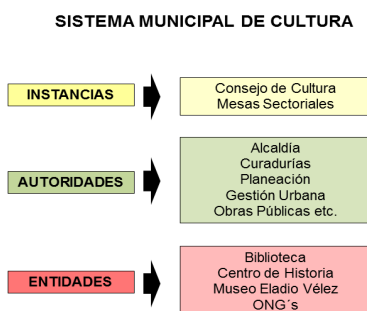 SISTEMA MUNICIPAL DE CULTURA
INSTANCIAS
Consejo de Cultura
Mesas Sectoriales
AUTORIDADES
Alcaldía
Curadurías
Planeación
Gestión Urbana
Obras Públicas etc.
ENTIDADES
Biblioteca
Centro de Historia
Museo Eladio Vélez
ONG´s